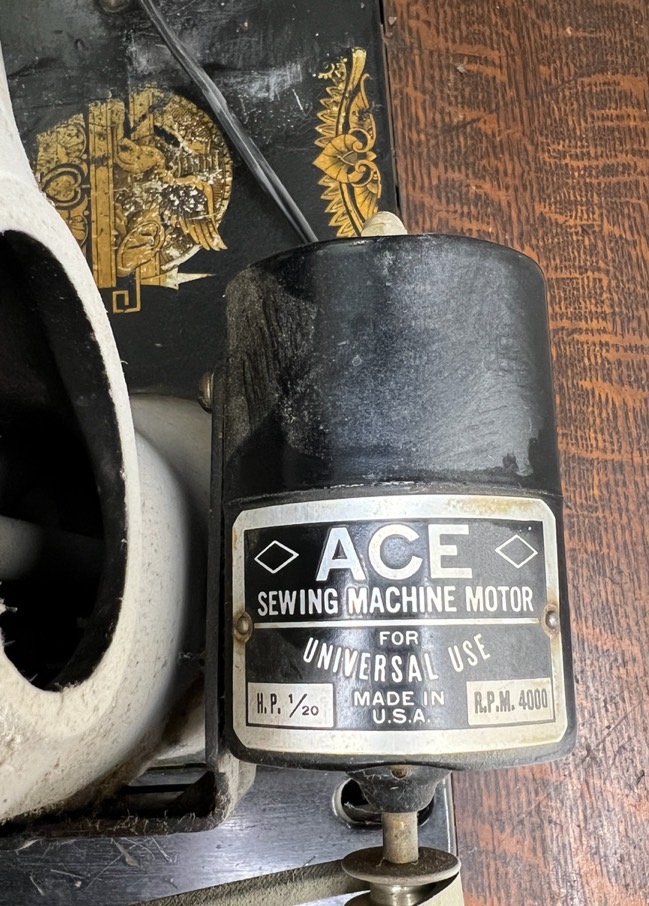 ACE
SEWING MACHINE MOTOR
FOR
UNIVERSAL USE
H.P. 1/20
MADE IN
U.S.A.
R.P.M. 4000